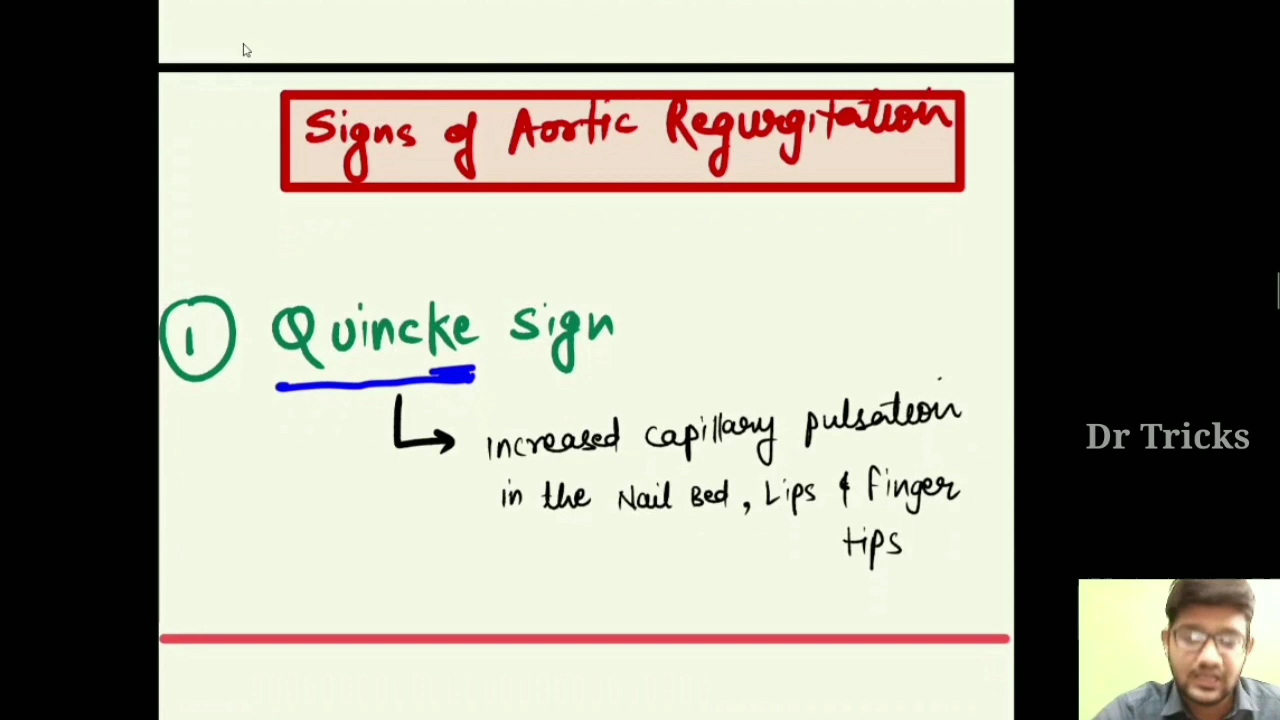 Signs of Aortic Regurgitation
1 Quincke sign
increased capillary pulsation
in the Nail Bed, Lips & finger
tips
Dr Tricks